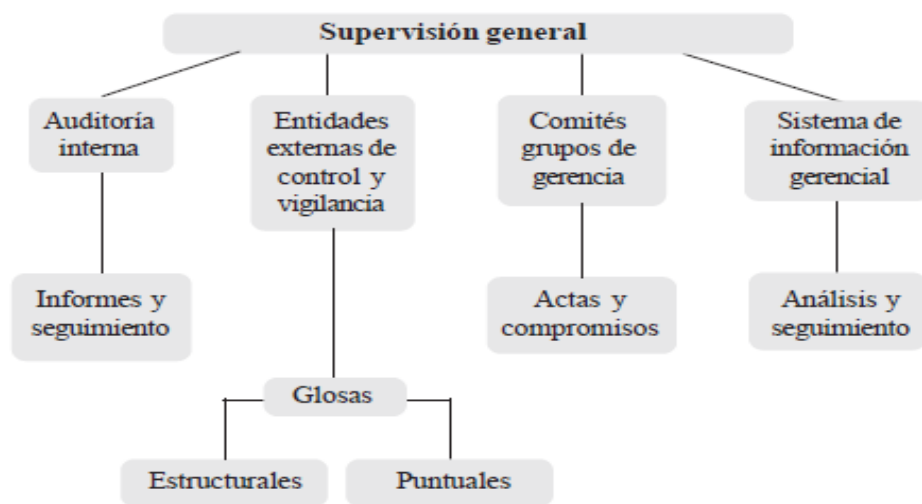 Supervisión general
Auditoría
interna
Entidades
externas de
control y
vigilancia
Comités
grupos de
gerencia
Sistema de
información
gerencial
Informes y
seguimiento
Actas y
compromisos
Análisis y
seguimiento
Glosas
Estructurales
Puntuales